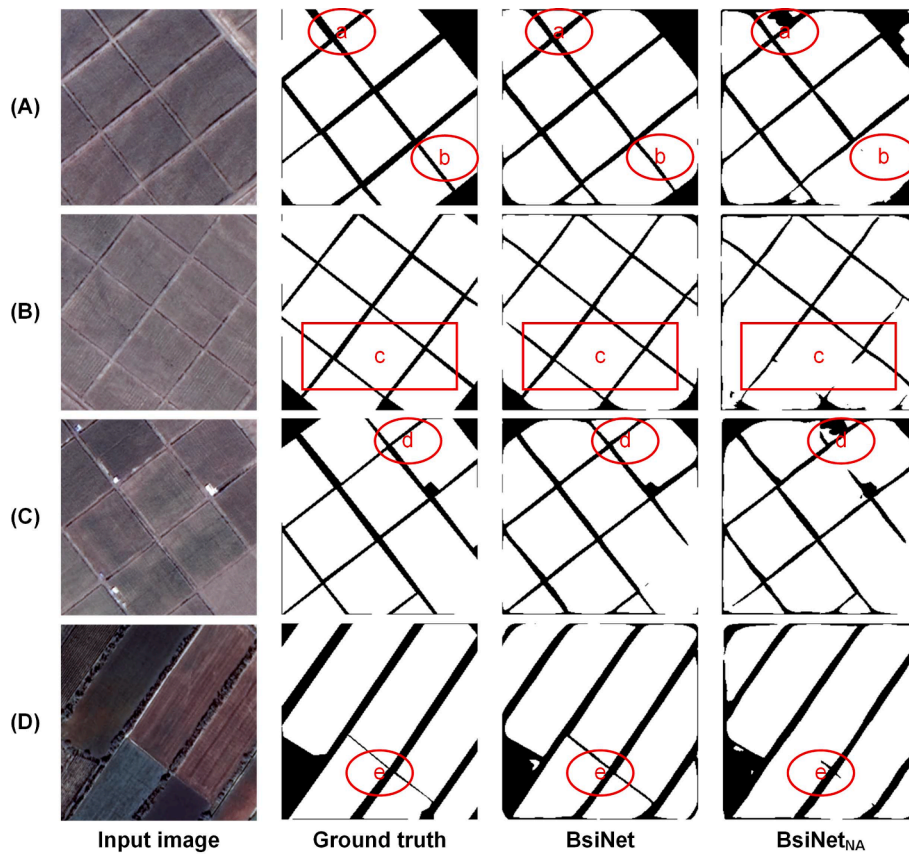 (A)
a
a
a
b
b
b
(B)
c
c
c
(C)
d
d
d
(D)
e
e
e
Input image
Ground truth
BsiNet
BsiNetNA